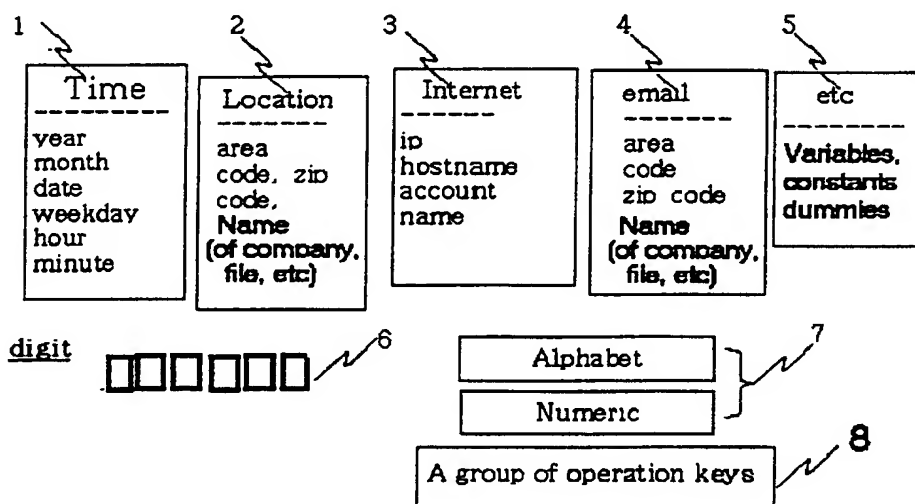 1
2
3
4
5
Time
year
month
date
weekday
hour
minute
Location
area
code, zip
code,
Name
(of company,
file, etc)
Internet
ip
hostname
account
name
email
area
code
zip code
Name
(of company,
file, etc)
etc
Variables,
constants
dummies
digit
6
Alphabet
Numeric
7
A group of operation keys
8